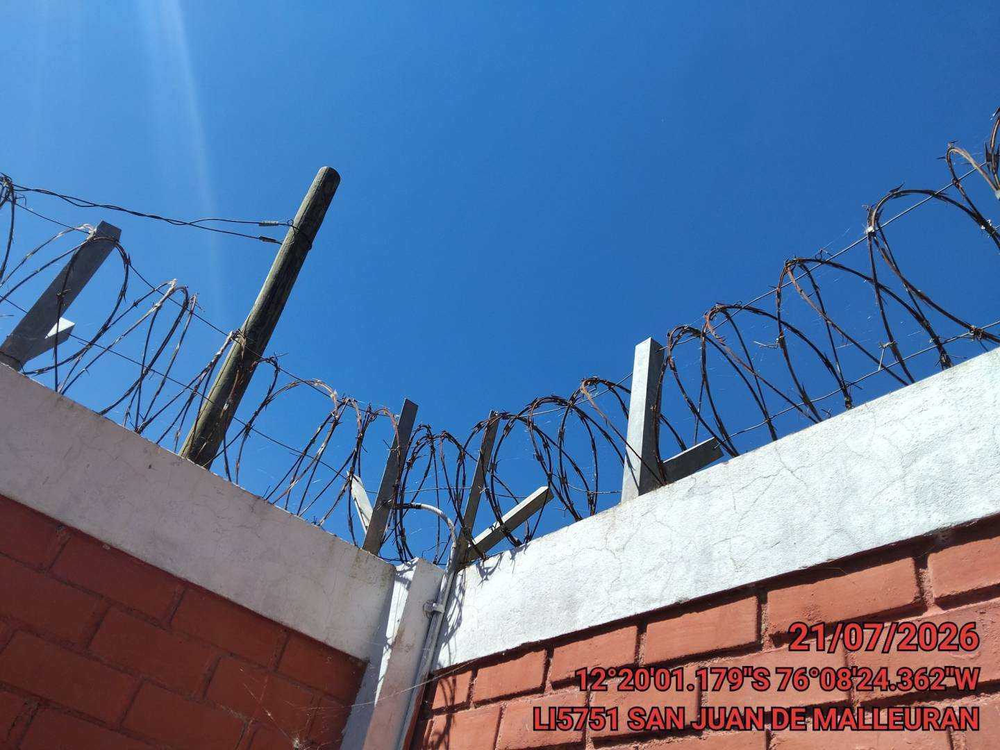 21/07/2026
12°20'01.179"S 76°08'24.362"W
LI5751 SAN JUAN DE MALLEURAN